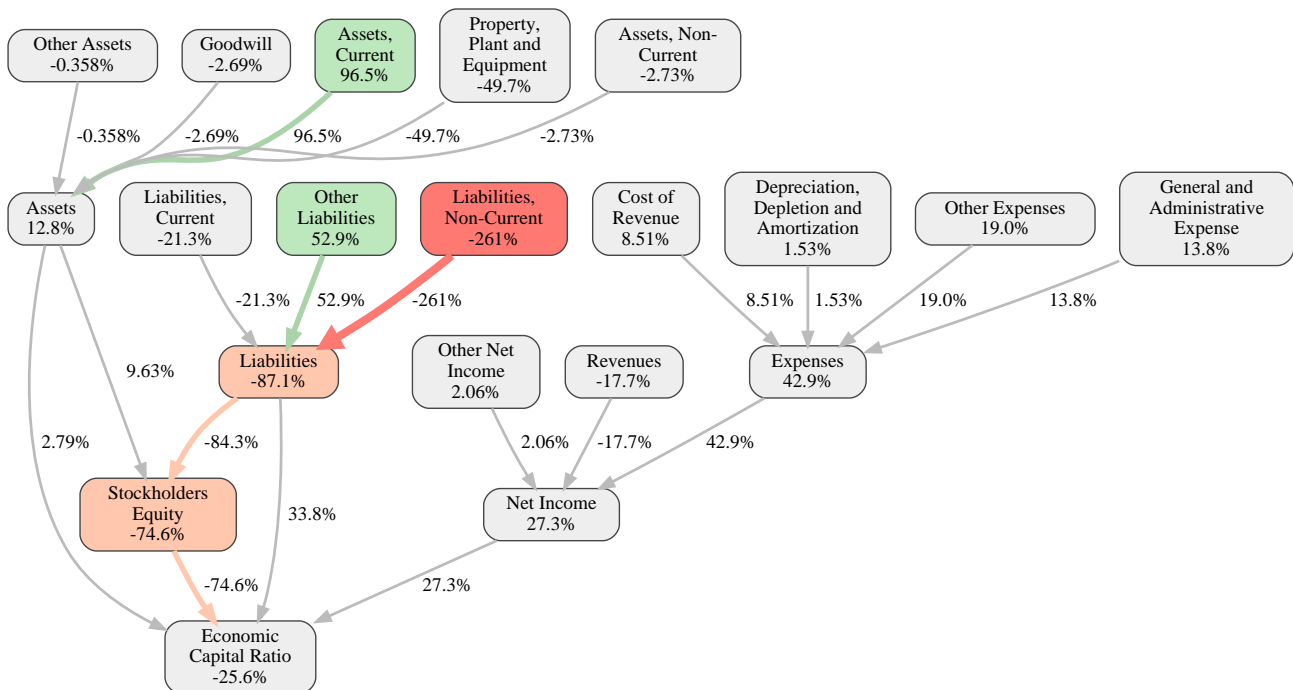 Other Assets
-0.358%
Goodwill
-2.69%
Assets,
Current
96.5%
Property,
Plant and
Equipment
-49.7%
Assets, Non-
Current
-2.73%
-0.358%
-2.69%
96.5%
-49.7%
-2.73%
Assets
12.8%
Liabilities,
Current
-21.3%
Other
Liabilities
52.9%
Liabilities,
Non-Current
-261%
Cost of
Revenue
8.51%
Depreciation,
Depletion and
Amortization
1.53%
Other Expenses
19.0%
General and
Administrative
Expense
13.8%
-21.3%
52.9%
-261%
8.51%
1.53%
19.0%
13.8%
9.63%
Liabilities
-87.1%
Other Net
Income
2.06%
Revenues
-17.7%
Expenses
42.9%
2.79%
-84.3%
2.06%
-17.7%
42.9%
Stockholders
Equity
-74.6%
33.8%
Net Income
27.3%
-74.6%
27.3%
Economic
Capital Ratio
-25.6%